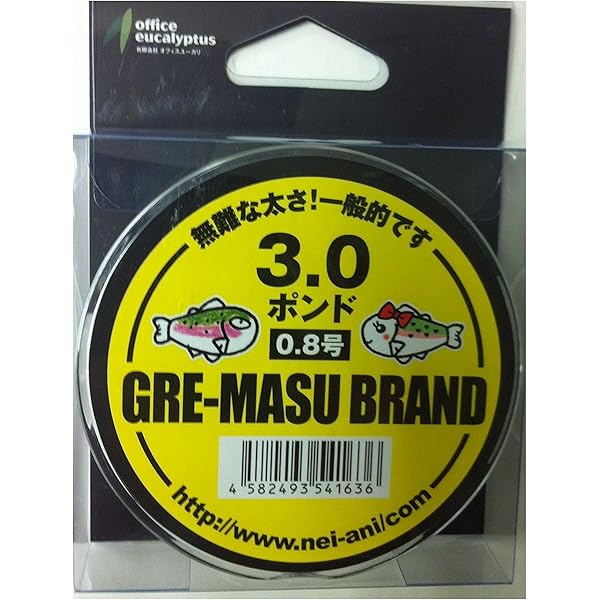 office
eucalyptus
有限会社 オフィスユーカリ
無難な太さ!一般的です
3.0
ポンド
0.8号
GRE-MASU BRAND
4 582493 541636
http://www.nei-ani/com